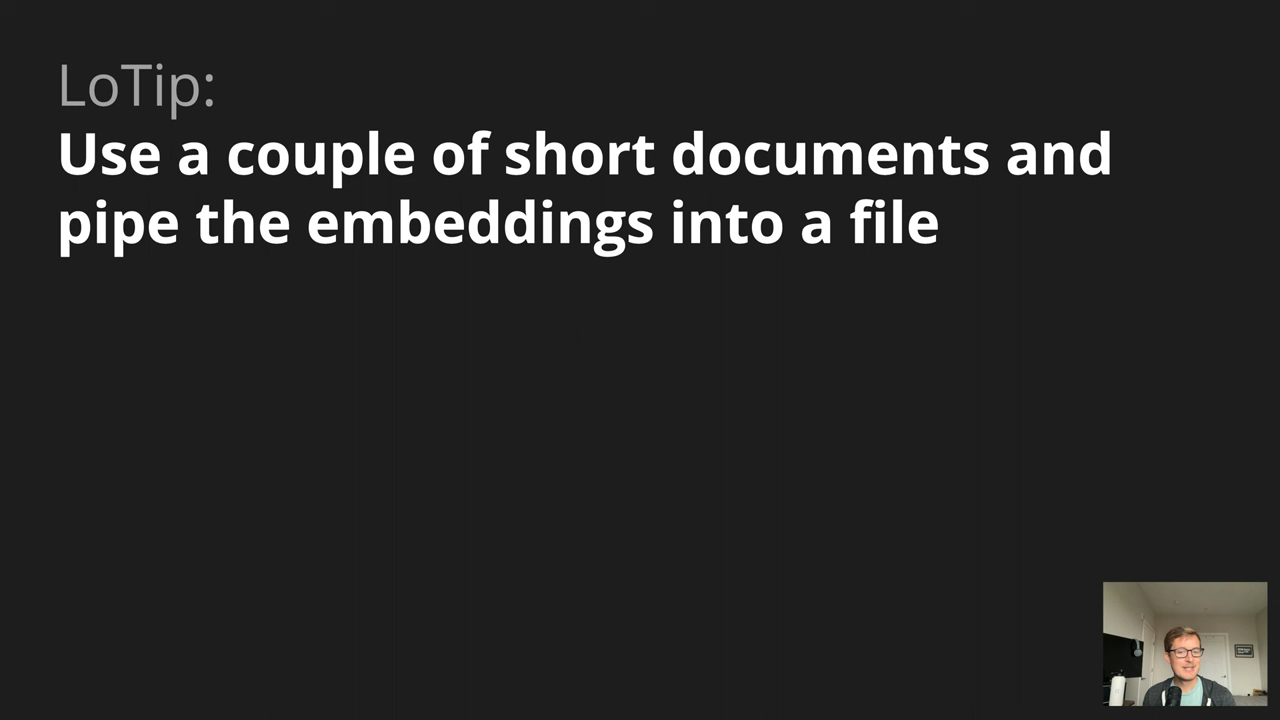 LoTip:
Use a couple of short documents and
pipe the embeddings into a file